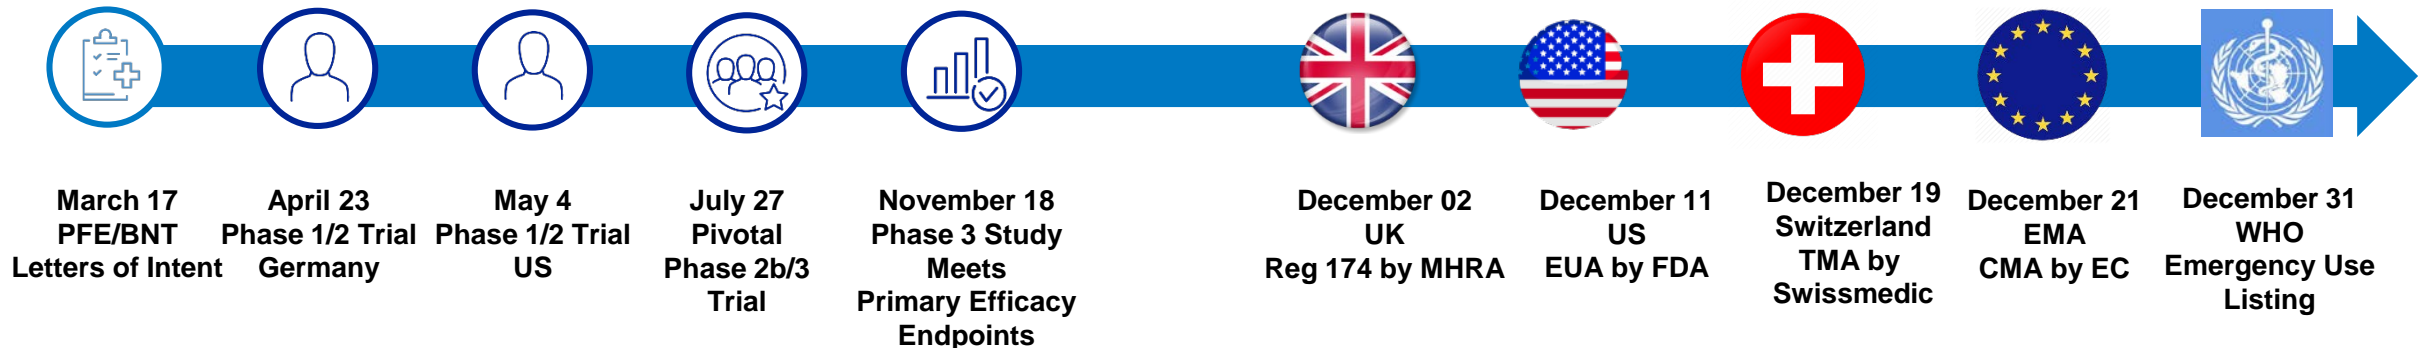 March 17
PFE/BNT
Letters of Intent
April 23
Phase 1/2 Trial
Germany
May 4
Phase 1/2 Trial
US
July 27
Pivotal
Phase 2b/3
Trial
November 18
Phase 3 Study
Meets
Primary Efficacy
Endpoints
December 02
UK
Reg 174 by MHRA
December 11
US
EUA by FDA
December 19
Switzerland
TMA by
Swissmedic
December 21
EMA
CMA by EC
December 31
WHO
Emergency Use
Listing